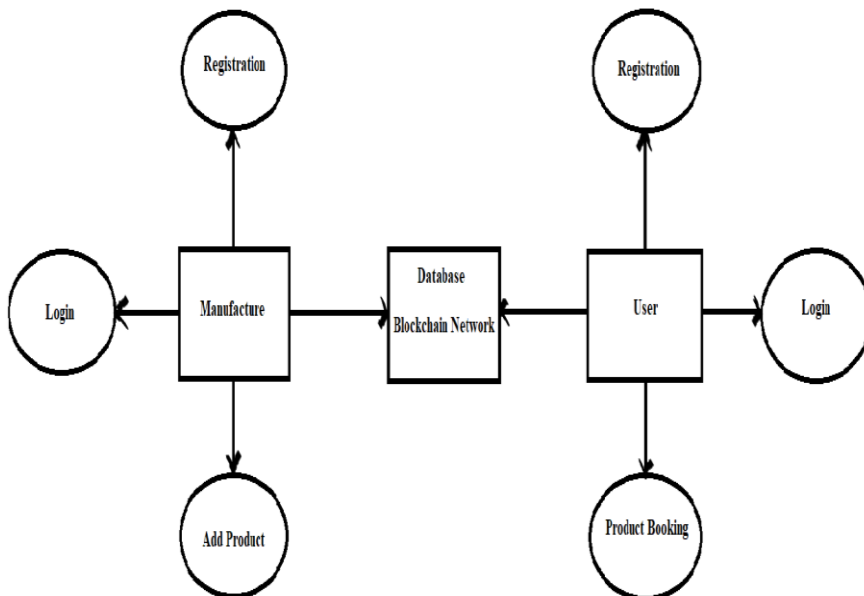 Registration
Registration
Login
Manufacture
Database
Blockchain Network
User
Login
Add Product
Product Booking